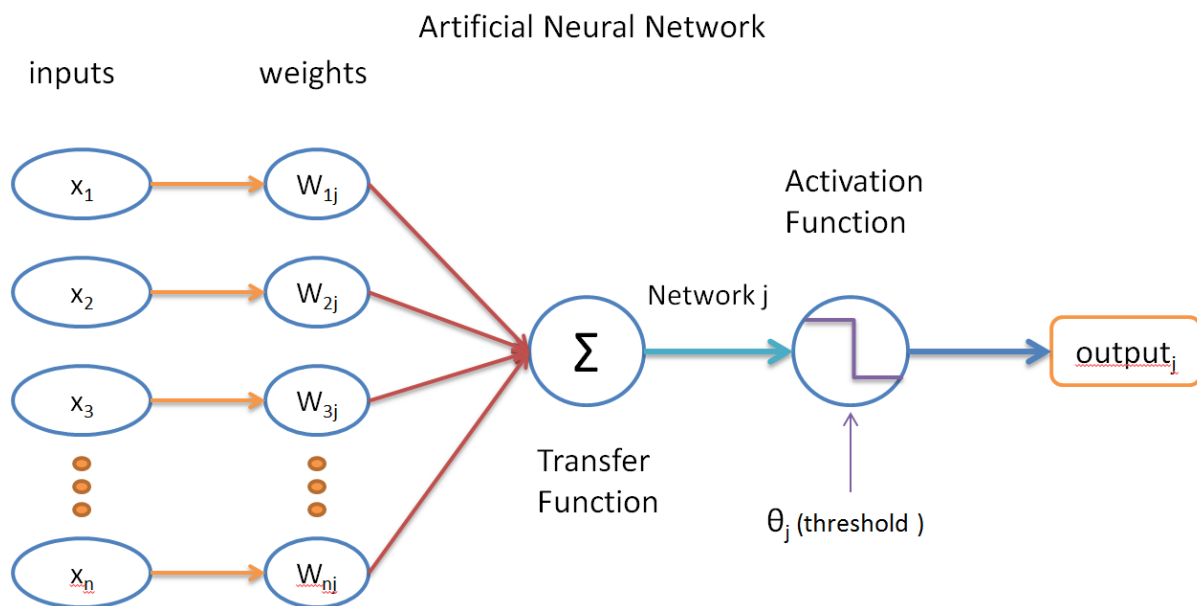 Artificial Neural Network
inputs
weights
x₁
W₁ⱼ
x₂
W₂ⱼ
x₃
W₃ⱼ
xₙ
Wₙⱼ
Σ
Transfer
Function
Network j
Activation
Function
θⱼ (threshold )
outputⱼ